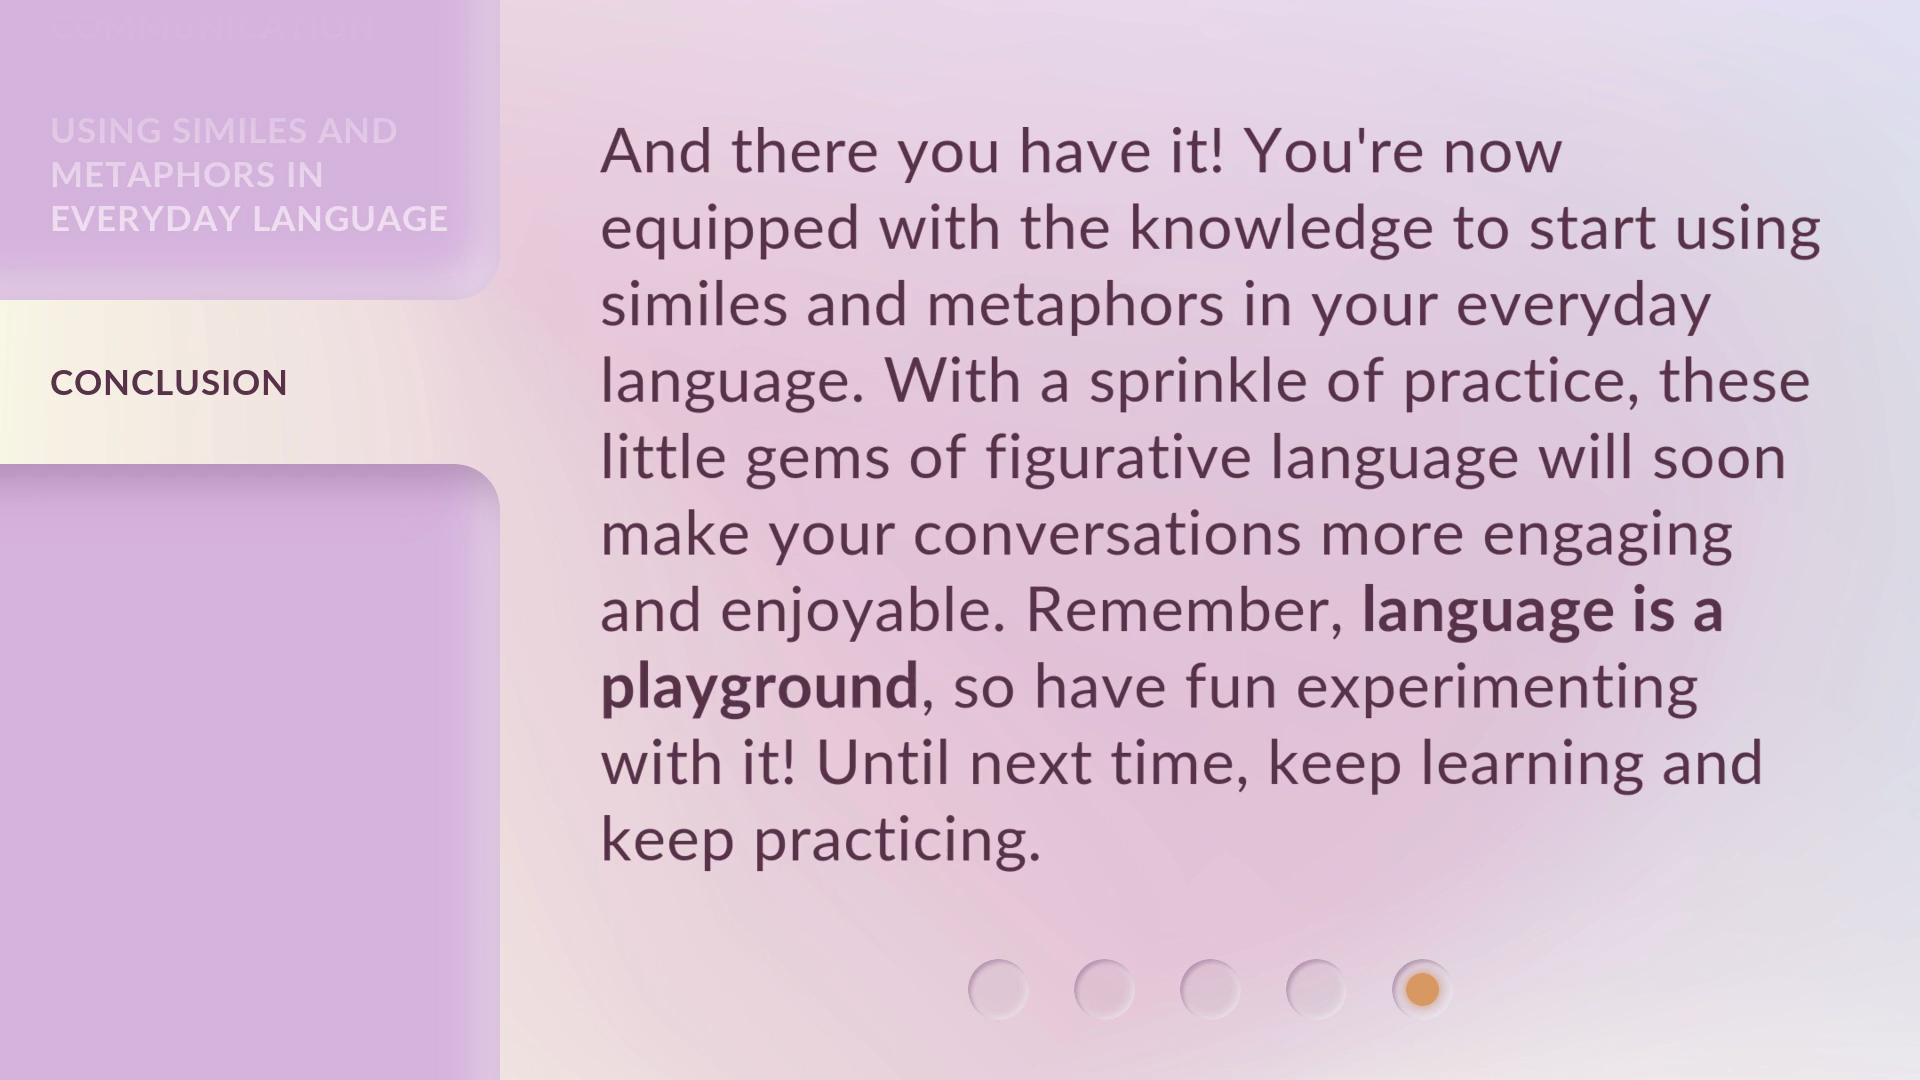 COMMUNICATION
USING SIMILES AND
METAPHORS IN
EVERYDAY LANGUAGE
CONCLUSION
And there you have it! You're now
equipped with the knowledge to start using
similes and metaphors in your everyday
language. With a sprinkle of practice, these
little gems of figurative language will soon
make your conversations more engaging
and enjoyable. Remember, language is a
playground, so have fun experimenting
with it! Until next time, keep learning and
keep practicing.